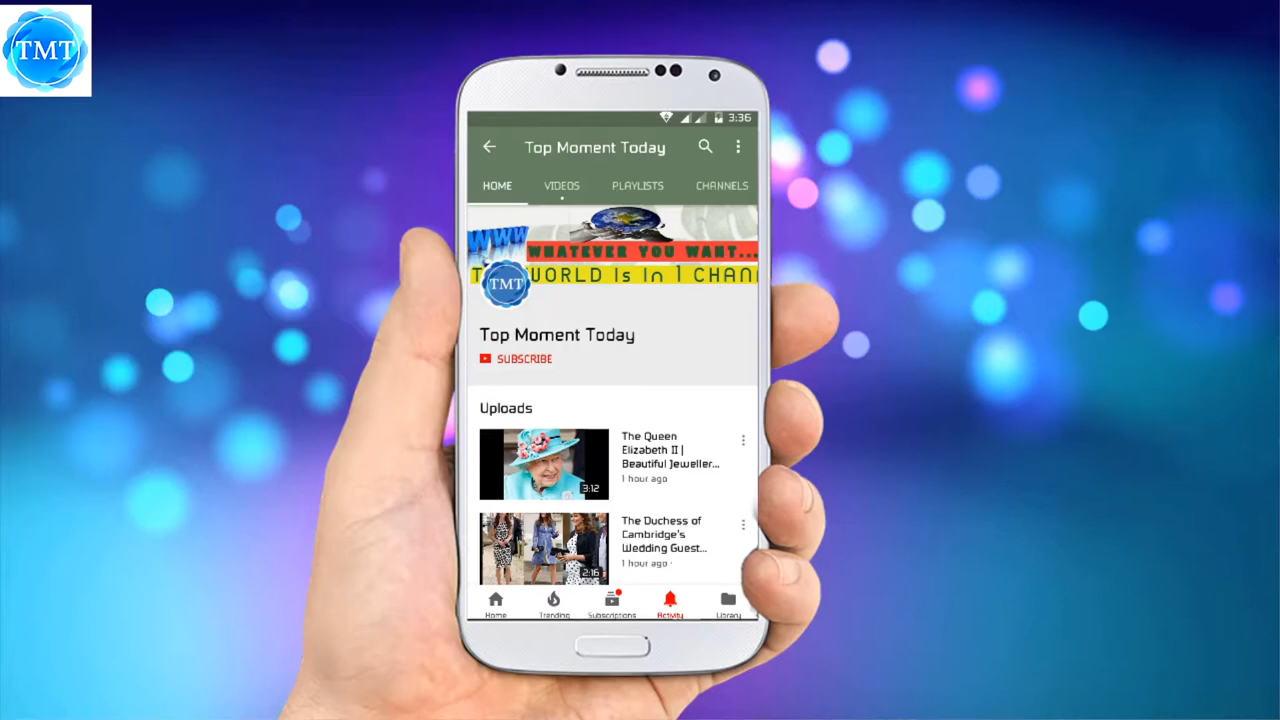 TMT
3:36
Top Moment Today
HOME VIDEOS PLAYLISTS CHANNELS
WWW
WHATEVER YOU WANT...
WORLD Is In 1 CHAN
TMT
Top Moment Today
SUBSCRIBE
Uploads
The Queen
Elizabeth II |
Beautiful Jeweller...
1 hour ago
3:12
The Duchess of
Cambridge's
Wedding Guest...
1 hour ago ·
2:16
Home Trending Subscriptions Activity Library